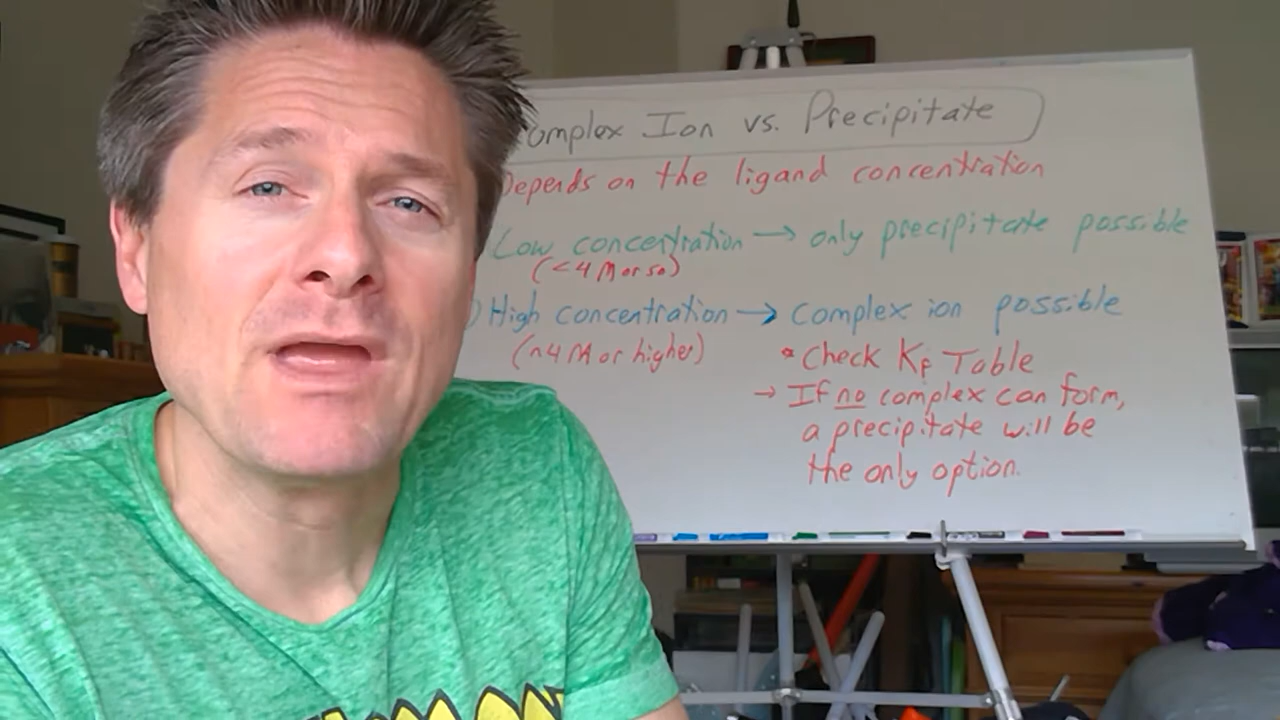 omplex Ion vs. Precipitate
Depends on the ligand concentration
Low concentration → only precipitate possible
(<4 M or so)
) High concentration → complex ion possible
(~4 M or higher)
* Check Kf Table
→ If no complex can form,
a precipitate will be
the only option.